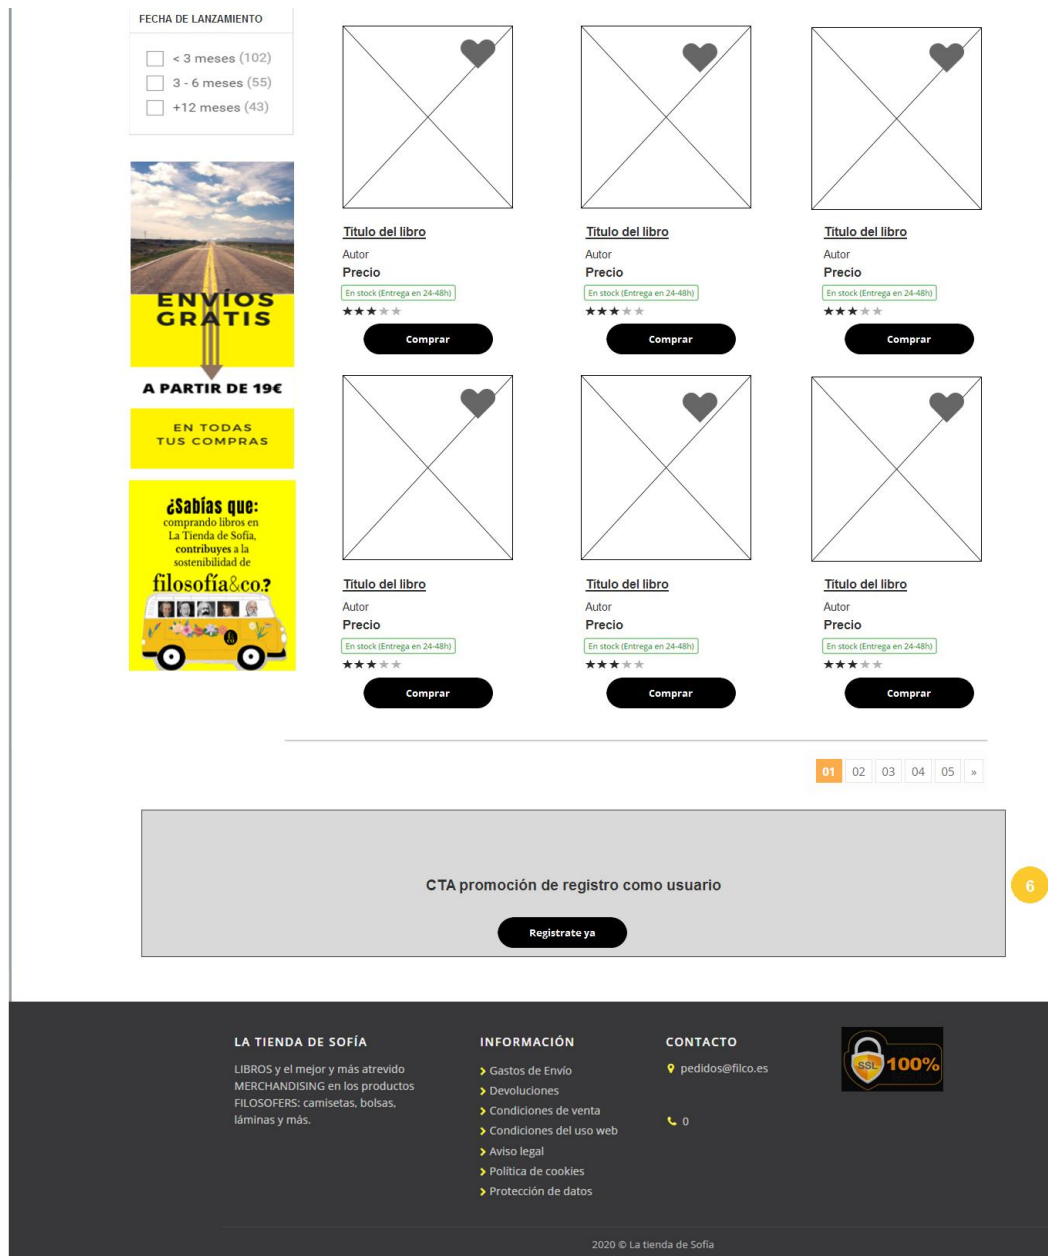 FECHA DE LANZAMIENTO
< 3 meses (102)
3 - 6 meses (55)
+12 meses (43)
ENVÍOS
GRATIS
A PARTIR DE 19€
EN TODAS
TUS COMPRAS
¿Sabías que:
comprando libros en
La Tienda de Sofía,
contribuyes a la
sostenibilidad de
filosofía&co.?
Titulo del libro
Autor
Precio
En stock (Entrega en 24-48h)
Comprar
Titulo del libro
Autor
Precio
En stock (Entrega en 24-48h)
Comprar
Titulo del libro
Autor
Precio
En stock (Entrega en 24-48h)
Comprar
Titulo del libro
Autor
Precio
En stock (Entrega en 24-48h)
Comprar
Titulo del libro
Autor
Precio
En stock (Entrega en 24-48h)
Comprar
Titulo del libro
Autor
Precio
En stock (Entrega en 24-48h)
Comprar
01 02 03 04 05 »
CTA promoción de registro como usuario
Registrate ya
6
LA TIENDA DE SOFÍA
LIBROS y el mejor y más atrevido
MERCHANDISING en los productos
FILOSOFERS: camisetas, bolsas,
láminas y más.
INFORMACIÓN
Gastos de Envío
Devoluciones
Condiciones de venta
Condiciones del uso web
Aviso legal
Política de cookies
Protección de datos
CONTACTO
pedidos@filco.es
0
SSL 100%
2020 © La tienda de Sofía